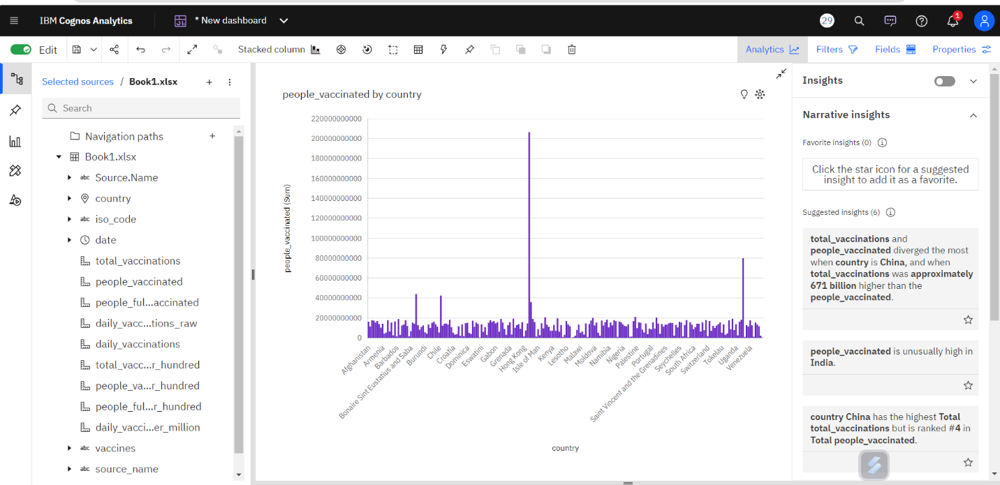 IBM Cognos Analytics
* New dashboard
29
1
Edit
Stacked column
Analytics
Filters
Fields
Properties
Selected sources / Book1.xlsx
Search
Navigation paths
Book1.xlsx
abc Source.Name
country
abc iso_code
date
total_vaccinations
people_vaccinated
people_ful...accinated
daily_vacc...tions_raw
daily_vaccinations
total_vacc...r_hundred
people_va...r_hundred
people_ful...r_hundred
daily_vacci...er_million
abc vaccines
abc source_name
people_vaccinated by country
people_vaccinated (Sum)
220000000000
200000000000
180000000000
160000000000
140000000000
120000000000
100000000000
80000000000
60000000000
40000000000
20000000000
0
Afghanistan
Armenia
Barbados
Bonaire Sint Eustatius and Saba
Burundi
Chile
Croatia
Dominica
Eswatini
Gabon
Grenada
Hong Kong
Isle of Man
Kenya
Lesotho
Malawi
Moldova
Namibia
Nigeria
Palestine
Portugal
Saint Vincent and the Grenadines
Seychelles
South Africa
Switzerland
Tokelau
Uganda
Venezuela
country
Insights
Narrative insights
Favorite insights (0)
Click the star icon for a suggested
insight to add it as a favorite.
Suggested insights (6)
total_vaccinations and
people_vaccinated diverged the most
when country is China, and when
total_vaccinations was approximately
671 billion higher than the
people_vaccinated.
people_vaccinated is unusually high in
India.
country China has the highest Total
total_vaccinations but is ranked #4 in
Total people_vaccinated.